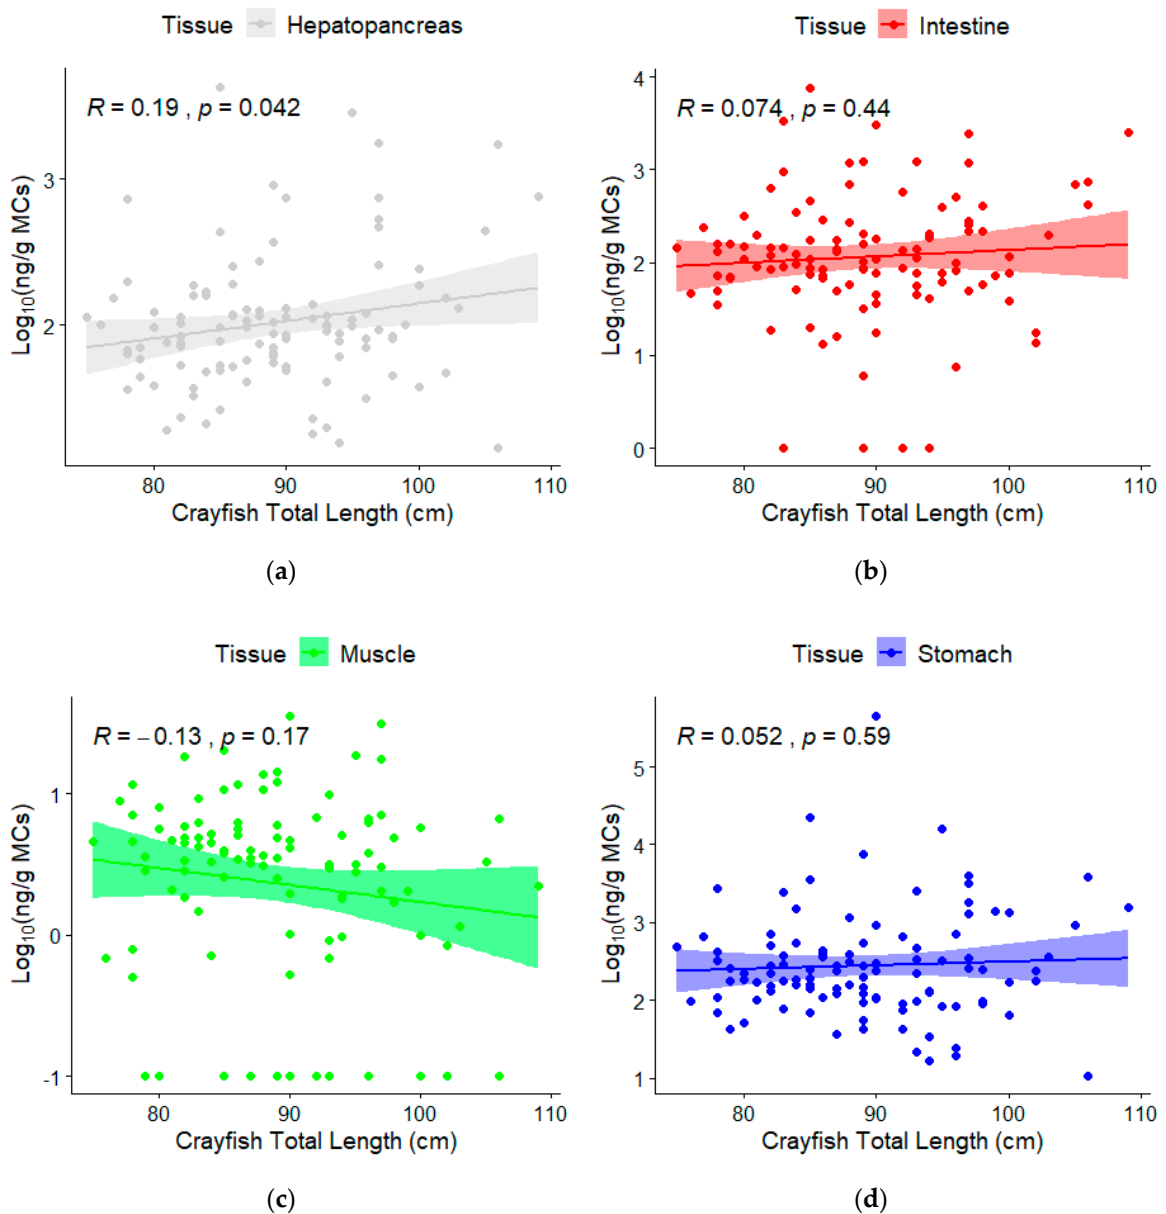 Tissue Hepatopancreas
R = 0.19 , p = 0.042
3
2
Log10(ng/g MCs)
80 90 100 110
Crayfish Total Length (cm)
(a)
Tissue Intestine
R = 0.074 , p = 0.44
4
3
2
1
0
Log10(ng/g MCs)
80 90 100 110
Crayfish Total Length (cm)
(b)
Tissue Muscle
R = −0.13 , p = 0.17
1
0
-1
Log10(ng/g MCs)
80 90 100 110
Crayfish Total Length (cm)
(c)
Tissue Stomach
R = 0.052 , p = 0.59
5
4
3
2
1
Log10(ng/g MCs)
80 90 100 110
Crayfish Total Length (cm)
(d)